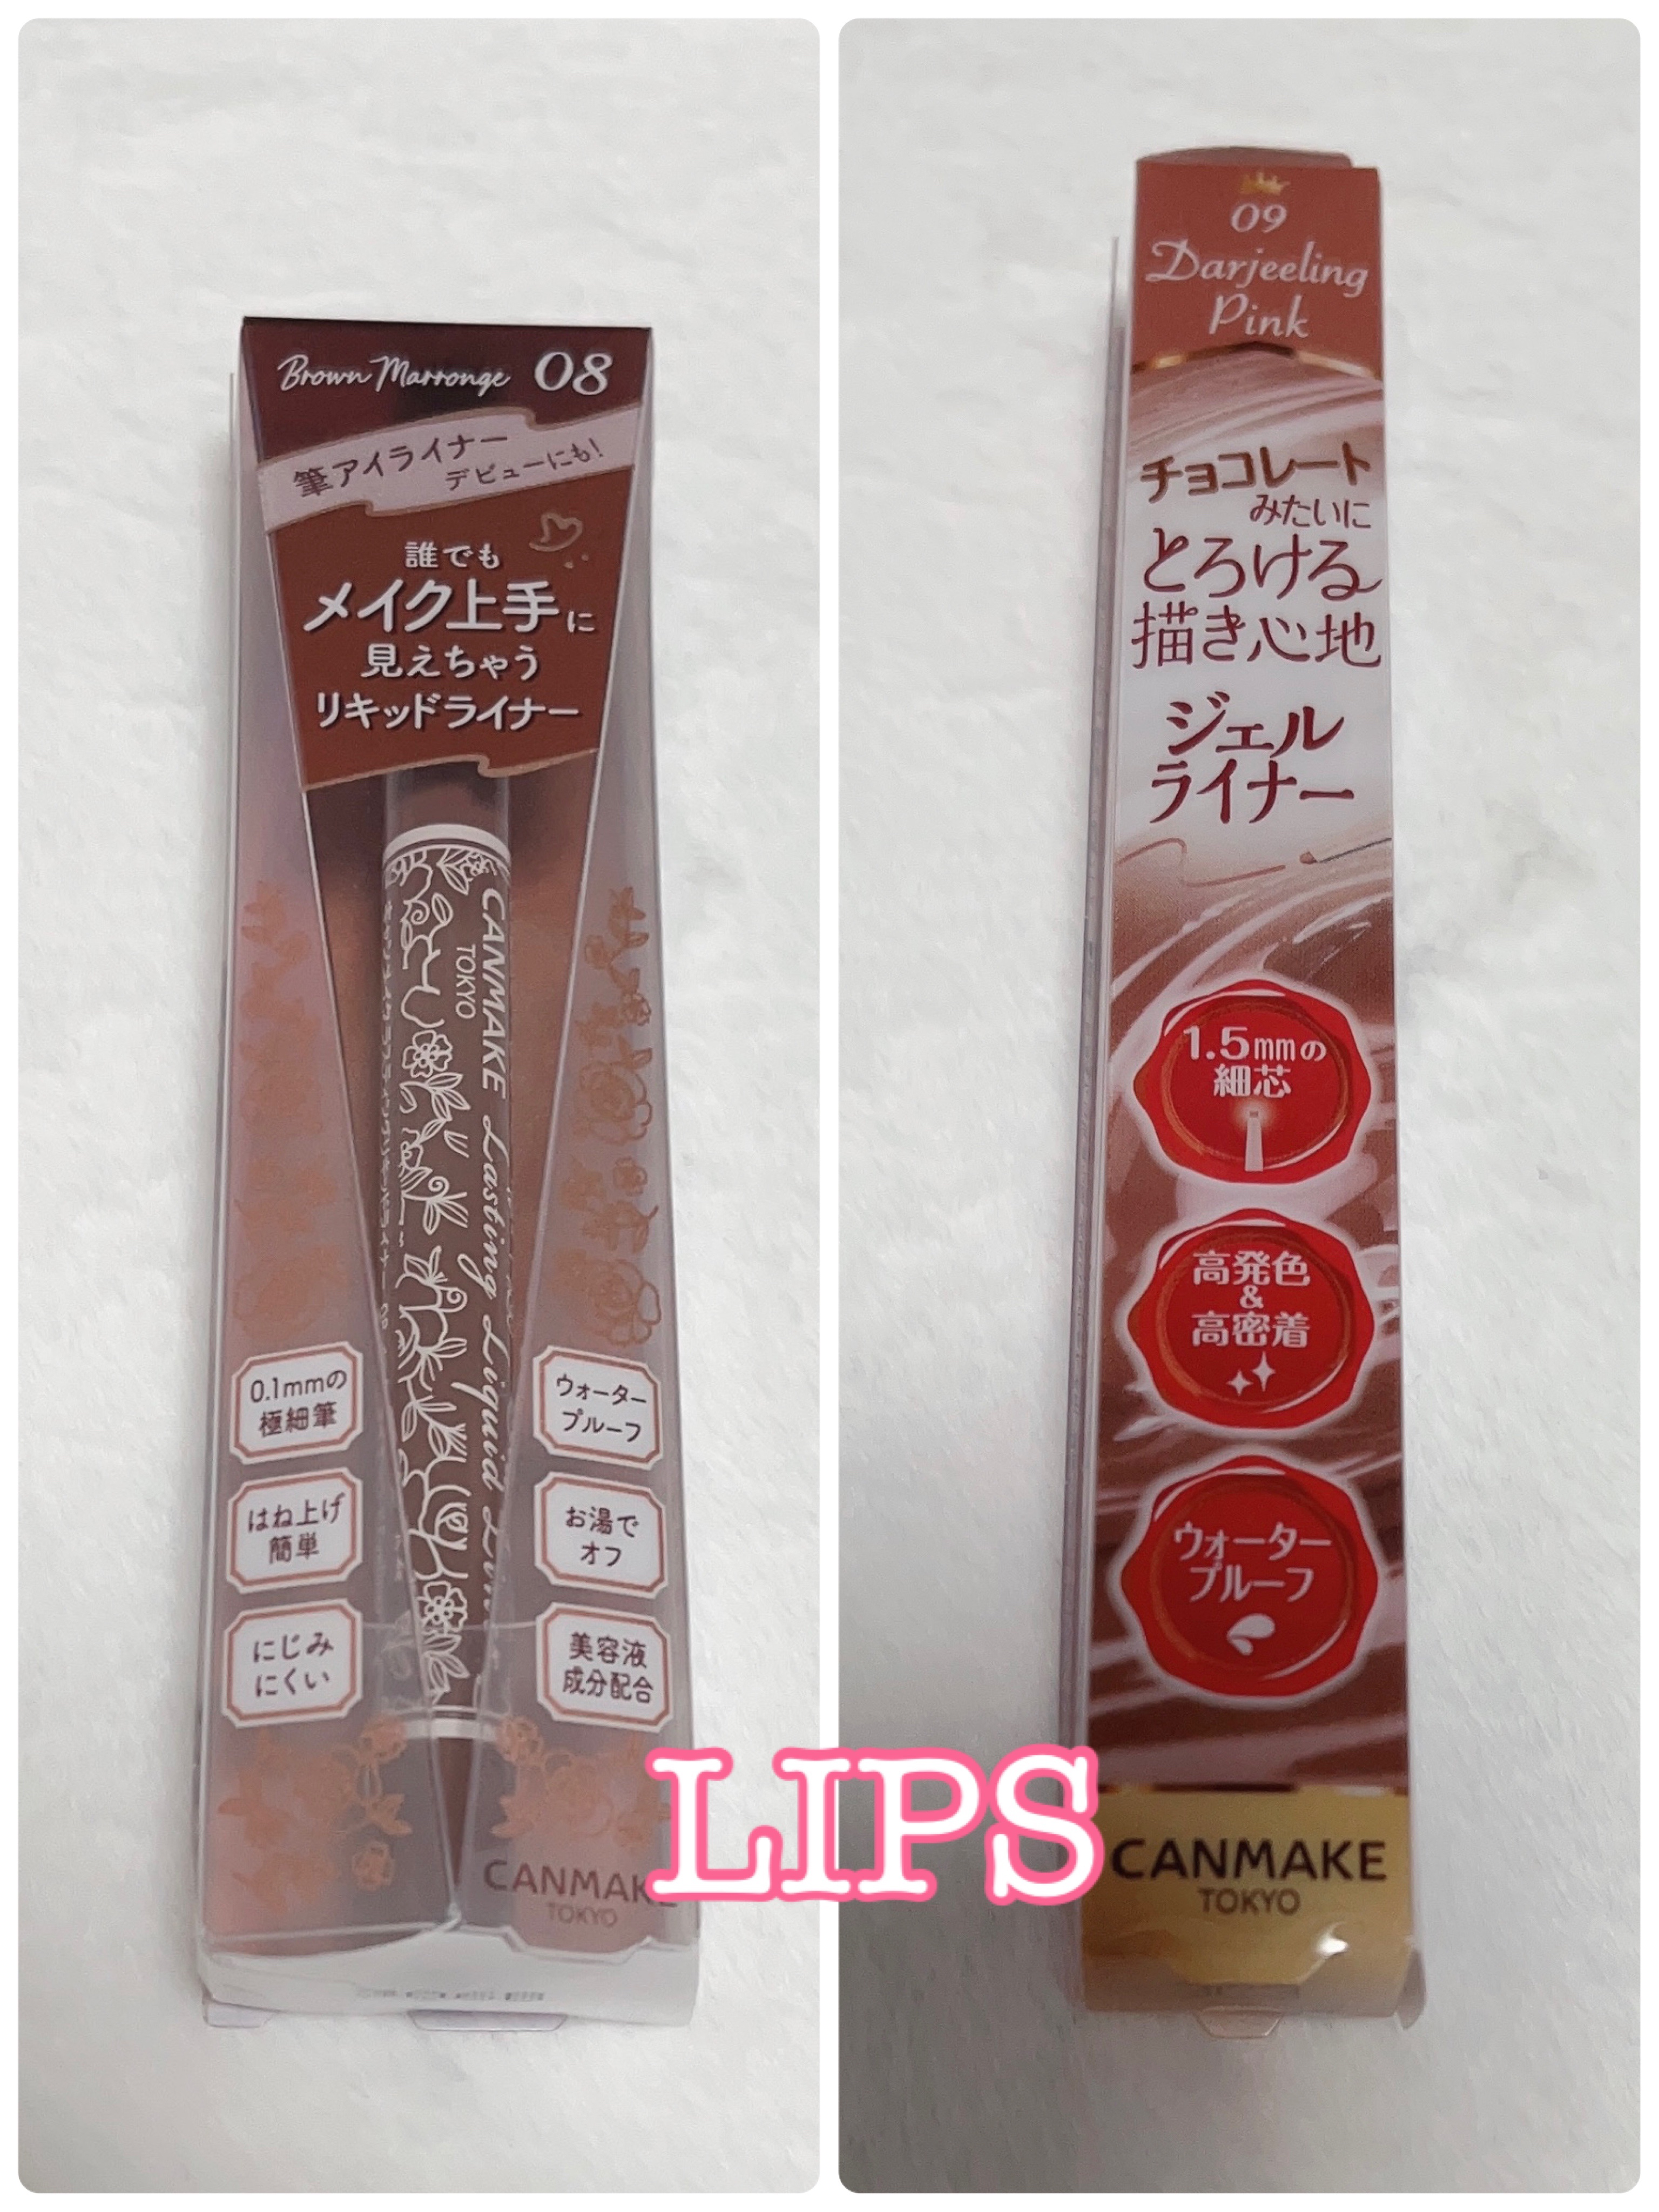 Brown Marronge 08
筆アイライナー
デビューにも!
誰でも
メイク上手に
見えちゃう
リキッドライナー
CANMAKE Lasting Liquid
TOKYO
0.1mmの
極細筆
はね上げ
簡単
にじみ
にくい
ウォーター
プルーフ
お湯で
オフ
美容液
成分配合
CANMAKE
TOKYO
09
Darjeeling
Pink
チョコレート
みたいに
とろける
描き心地
ジェル
ライナー
1.5mmの
細芯
高発色
&
高密着
ウォーター
プルーフ
CANMAKE
TOKYO
LIPS